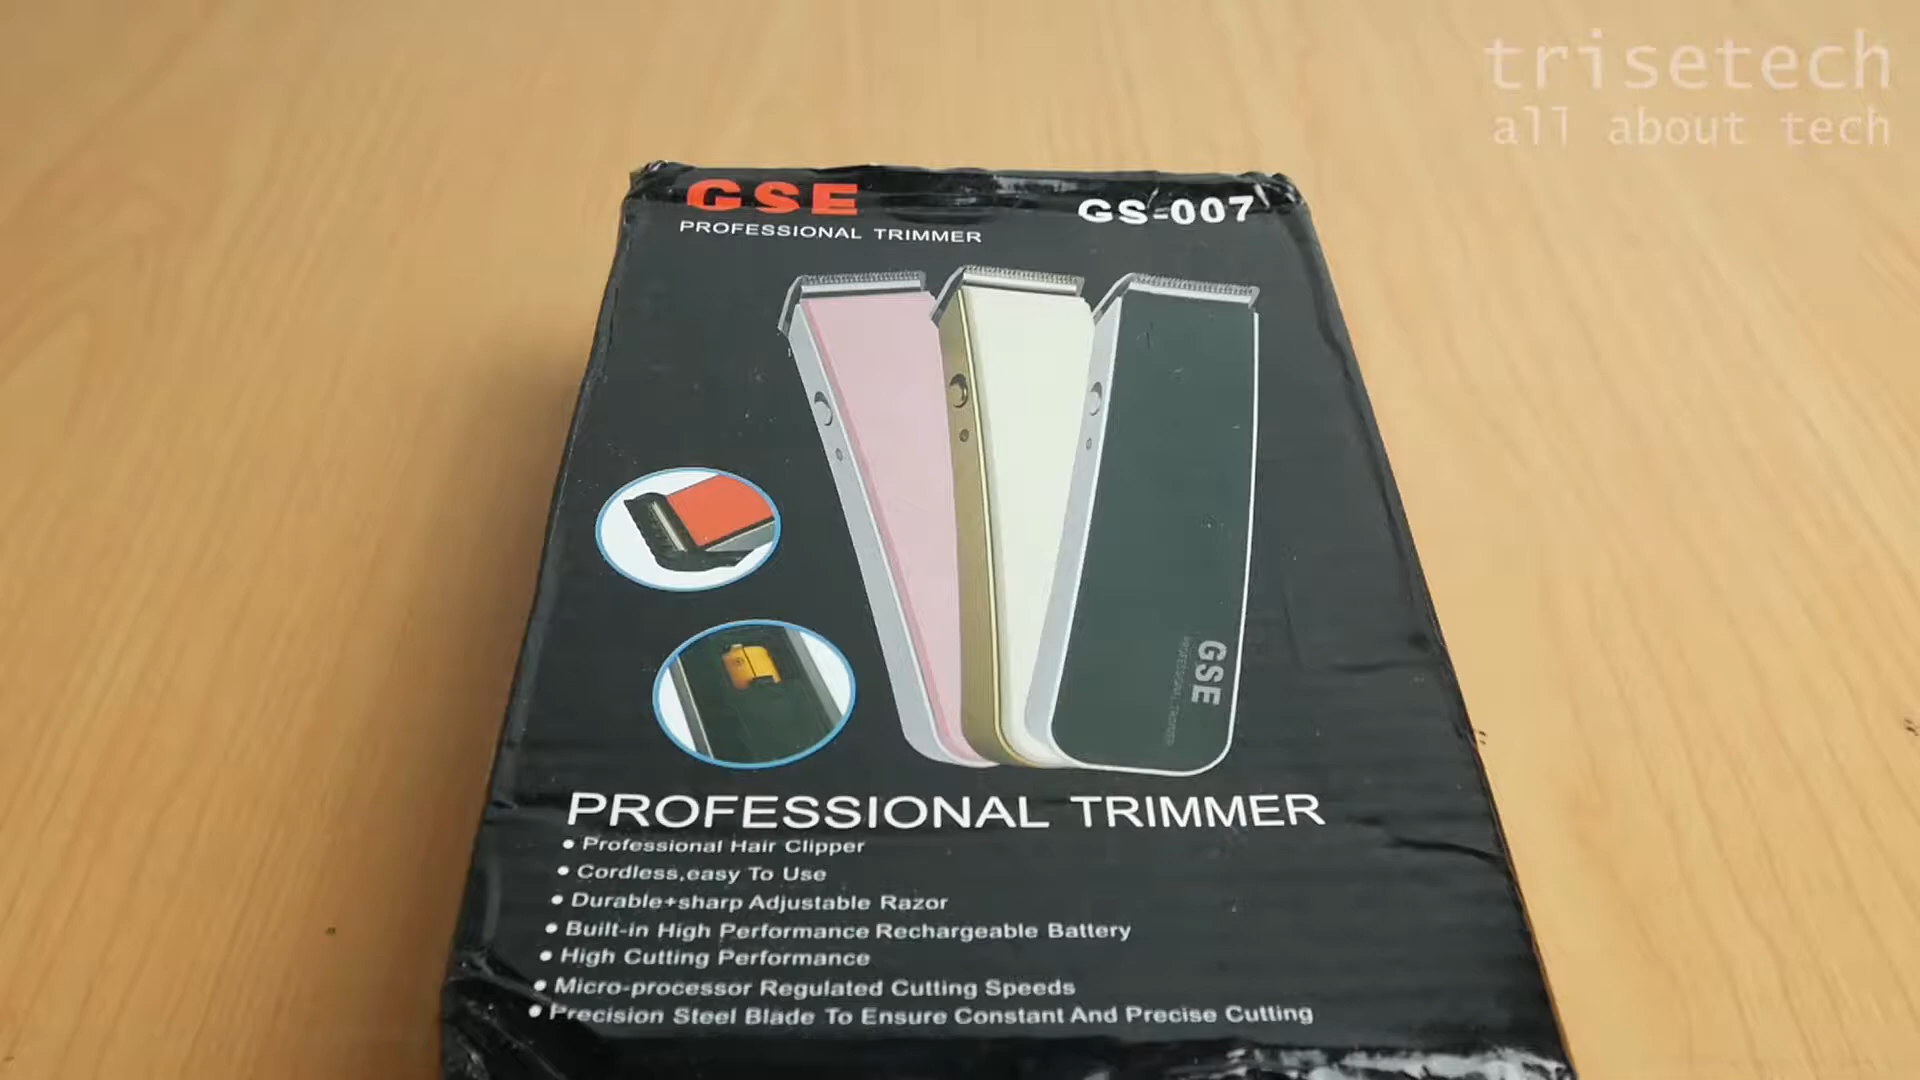 trisetech
all about tech
GSE
GS-007
PROFESSIONAL TRIMMER
GSE
PROFESSIONAL TRIMMER
PROFESSIONAL TRIMMER
• Professional Hair Clipper
• Cordless,easy To Use
• Durable+sharp Adjustable Razor
• Built-in High Performance Rechargeable Battery
• High Cutting Performance
• Micro-processor Regulated Cutting Speeds
• Precision Steel Blade To Ensure Constant And Precise Cutting